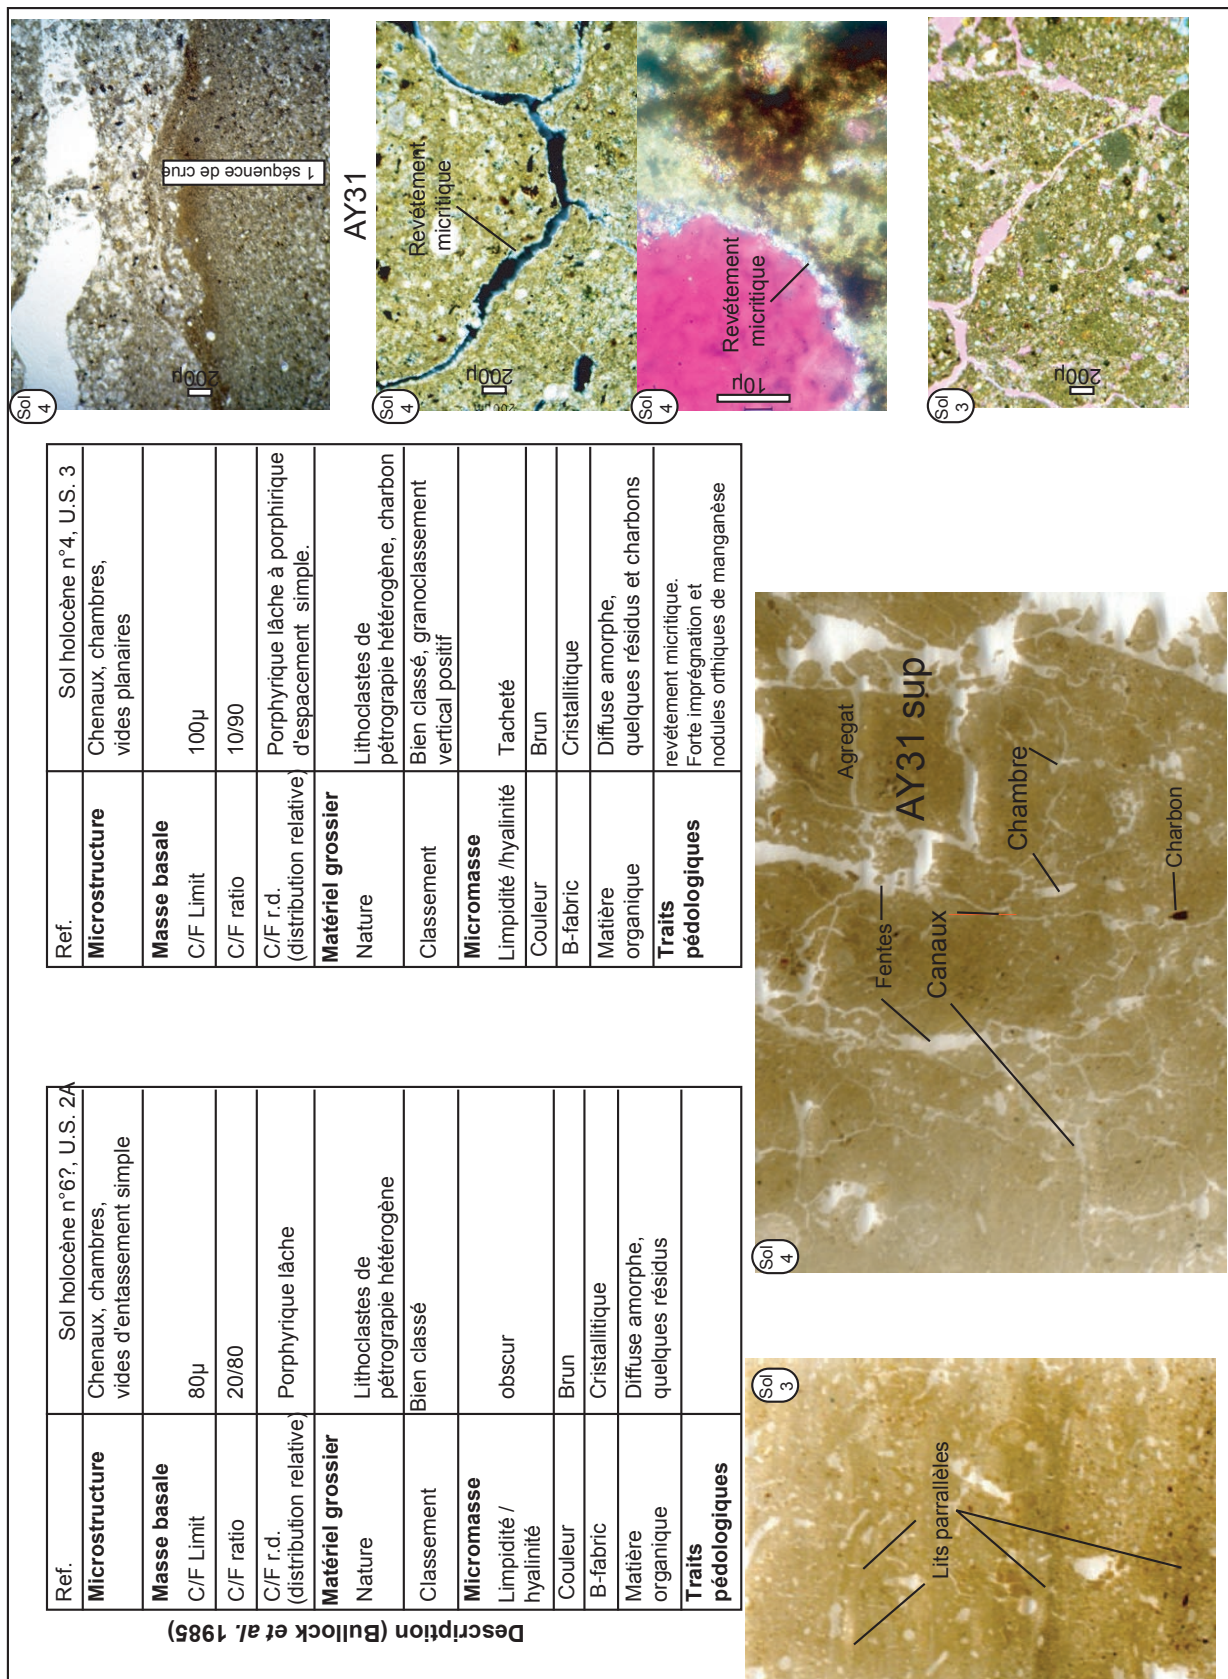 Description (Bullock et al. 1985)
Ref.
Sol holocène n°6?, U.S. 2A
Microstructure
Chenaux, chambres,
vides d'entassement simple
Masse basale
C/F Limit
80µ
C/F ratio
20/80
C/F r.d.
(distribution relative)
Porphyrique lâche
Matériel grossier
Nature
Lithoclastes de
pétrograpie hétérogène
Classement
Bien classé
Micromasse
Limpidité /
hyalinité
obscur
Couleur
Brun
B-fabric
Cristallitique
Matière
organique
Diffuse amorphe,
quelques résidus
Traits
pédologiques
Ref.
Sol holocène n°4, U.S. 3
Microstructure
Chenaux, chambres,
vides planaires
Masse basale
C/F Limit
100µ
C/F ratio
10/90
C/F r.d.
(distribution relative)
Porphyrique lâche à porphirique
d'espacement simple.
Matériel grossier
Nature
Lithoclastes de
pétrograpie hétérogène, charbon
Classement
Bien classé, granoclassement
vertical positif
Micromasse
Limpidité /hyalinité
Tacheté
Couleur
Brun
B-fabric
Cristallitique
Matière
organique
Diffuse amorphe,
quelques résidus et charbons
Traits
pédologiques
revétement micritique.
Forte imprégnation et
nodules orthiques de manganèse
Sol
4
200µ
1 séquence de crue
AY31
Sol
4
200µ
200µ
Revétèment
micritique
Sol
4
10µ
Revétement
micritique
Sol
3
200µ
Sol
3
Lits parralèles
Sol
4
Fentes
Canaux
Agregat
AY31 sup
Chambre
Charbon